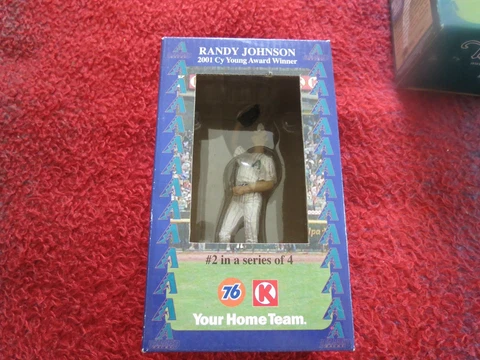 RANDY JOHNSON
2001 Cy Young Award Winner
#2 in a series of 4
76
K
Your Home Team.